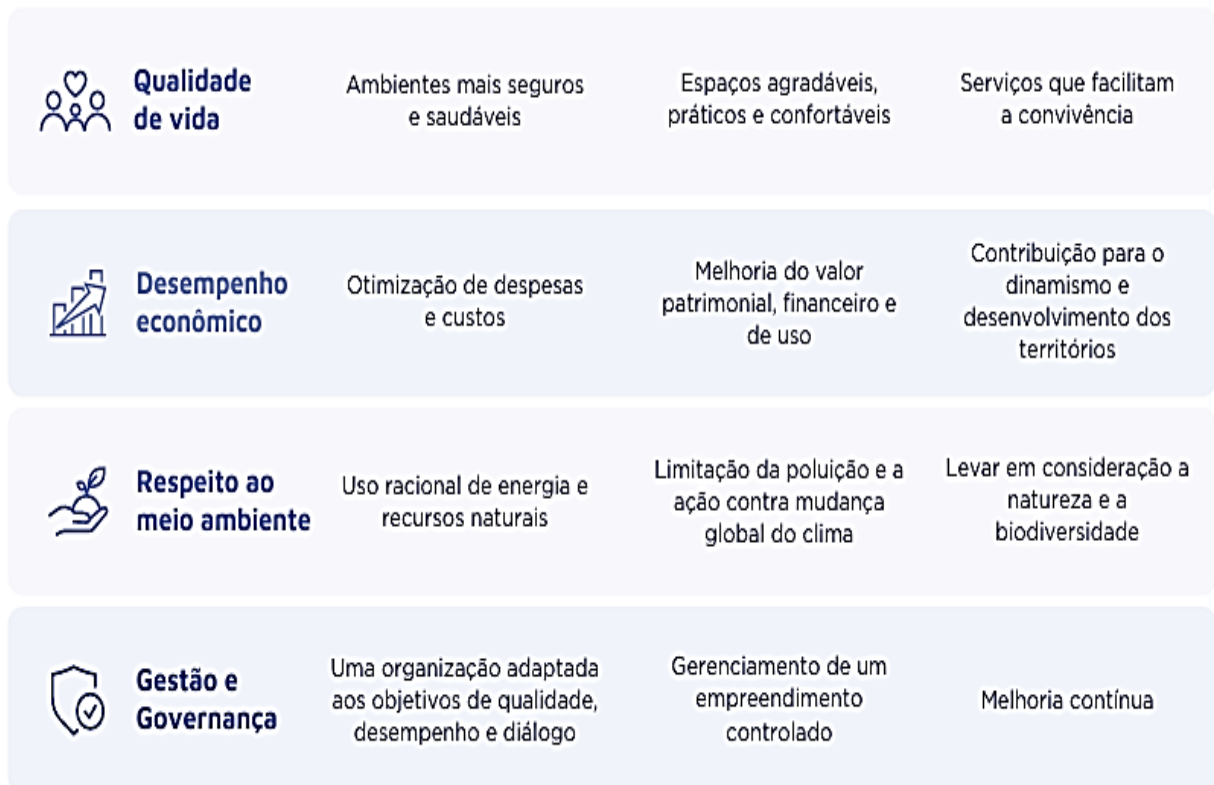 Qualidade
de vida
Ambientes mais seguros
e saudáveis
Espaços agradáveis,
práticos e confortáveis
Serviços que facilitam
a convivência
Desempenho
econômico
Otimização de despesas
e custos
Melhoria do valor
patrimonial, financeiro e
de uso
Contribuição para o
dinamismo e
desenvolvimento dos
territórios
Respeito ao
meio ambiente
Uso racional de energia e
recursos naturais
Limitação da poluição e a
ação contra mudança
global do clima
Levar em consideração a
natureza e a
biodiversidade
Gestão e
Governança
Uma organização adaptada
aos objetivos de qualidade,
desempenho e diálogo
Gerenciamento de um
empreendimento
controlado
Melhoria contínua